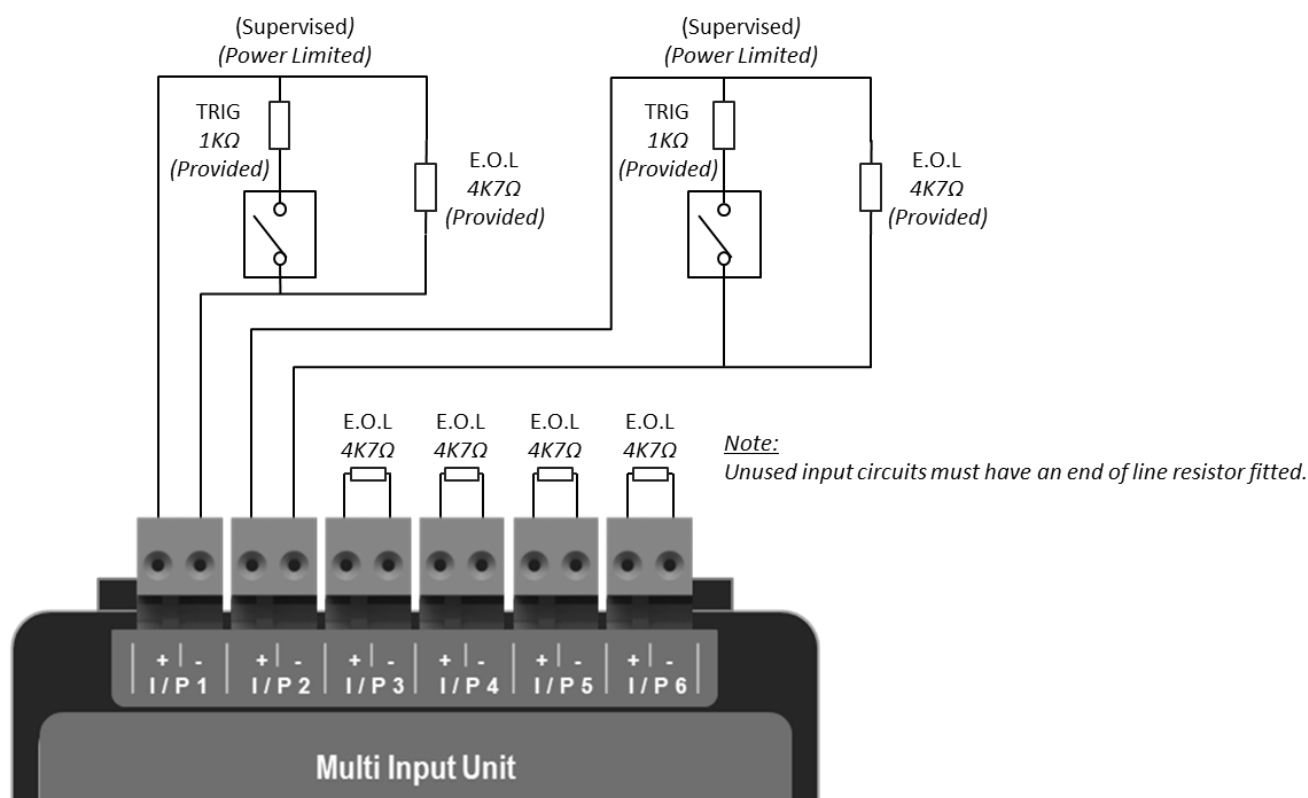 (Supervised)
(Power Limited)
(Supervised)
(Power Limited)
TRIG
1KΩ
(Provided)
E.O.L
4K7Ω
(Provided)
TRIG
1KΩ
(Provided)
E.O.L
4K7Ω
(Provided)
E.O.L
4K7Ω
E.O.L
4K7Ω
E.O.L
4K7Ω
E.O.L
4K7Ω
Note:
Unused input circuits must have an end of line resistor fitted.
+ | -
I / P 1
+ | -
I / P 2
+ | -
I / P 3
+ | -
I / P 4
+ | -
I / P 5
+ | -
I / P 6
Multi Input Unit